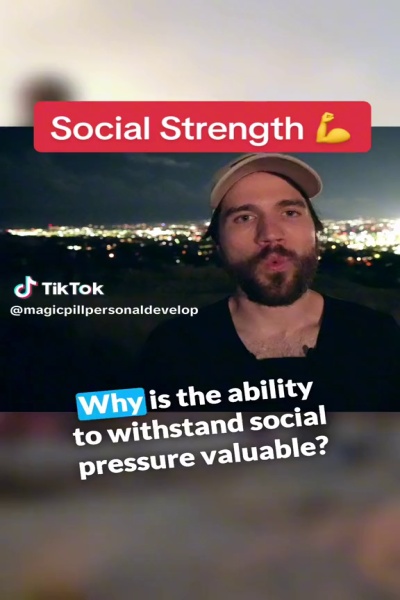 Social Strength 💪
TikTok
@magicpillpersonaldevelop
Why is the ability
to withstand social
pressure valuable?